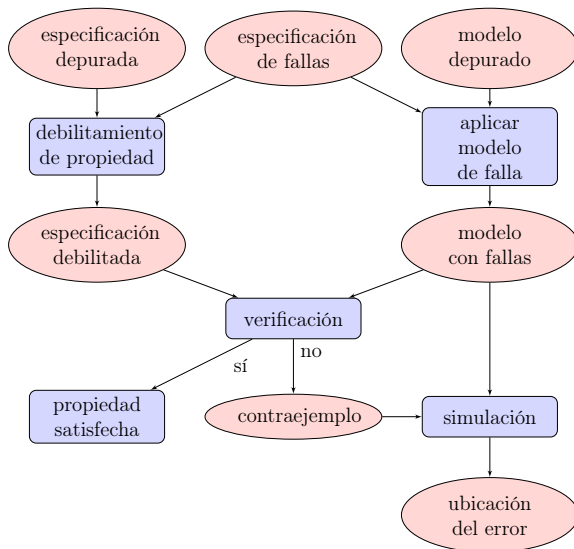 especificación
depurada
especificación
de fallas
modelo
depurado
debilitamiento
de propiedad
aplicar
modelo
de falla
especificación
debilitada
modelo
con fallas
verificación
sí
no
propiedad
satisfecha
contraejemplo
simulación
ubicación
del error